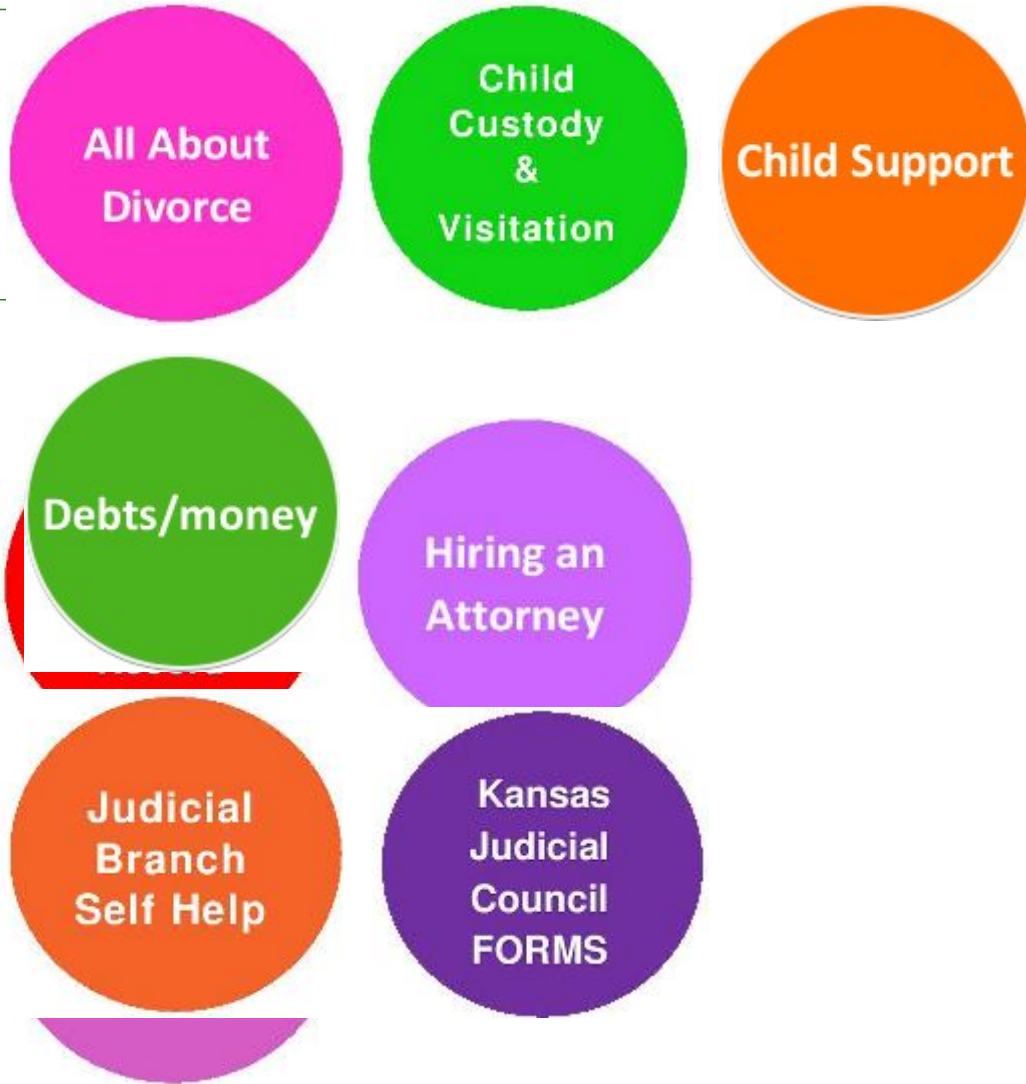 All About
Divorce
Child
Custody
&
Visitation
Child Support
Debts/money
Hiring an
Attorney
Judicial
Branch
Self Help
Kansas
Judicial
Council
FORMS